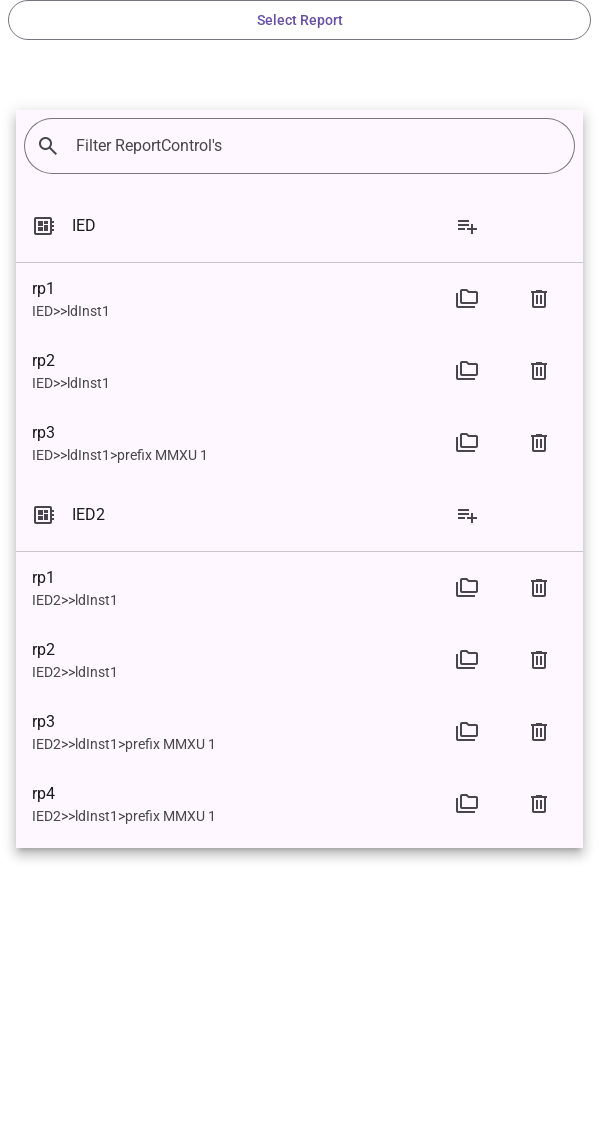 Select Report
Filter ReportControl's
IED
rp1
IED>>ldInst1
rp2
IED>>ldInst1
rp3
IED>>ldInst1>prefix MMXU 1
IED2
rp1
IED2>>ldInst1
rp2
IED2>>ldInst1
rp3
IED2>>ldInst1>prefix MMXU 1
rp4
IED2>>ldInst1>prefix MMXU 1